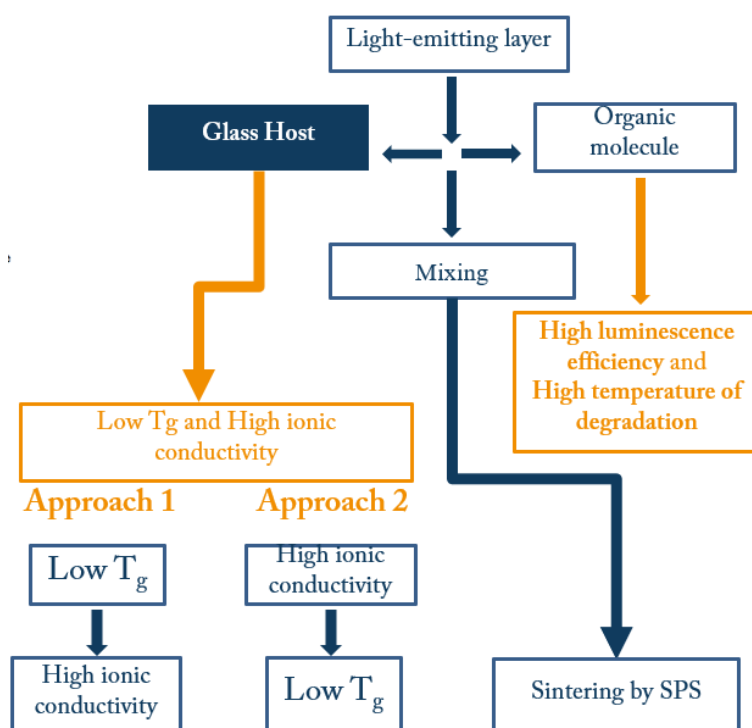 Light-emitting layer
Glass Host
Organic
molecule
e
Mixing
High luminescence
efficiency and
High temperature of
degradation
Low Tg and High ionic
conductivity
Approach 1
Approach 2
Low Tg
High ionic
conductivity
High ionic
conductivity
Low Tg
Sintering by SPS